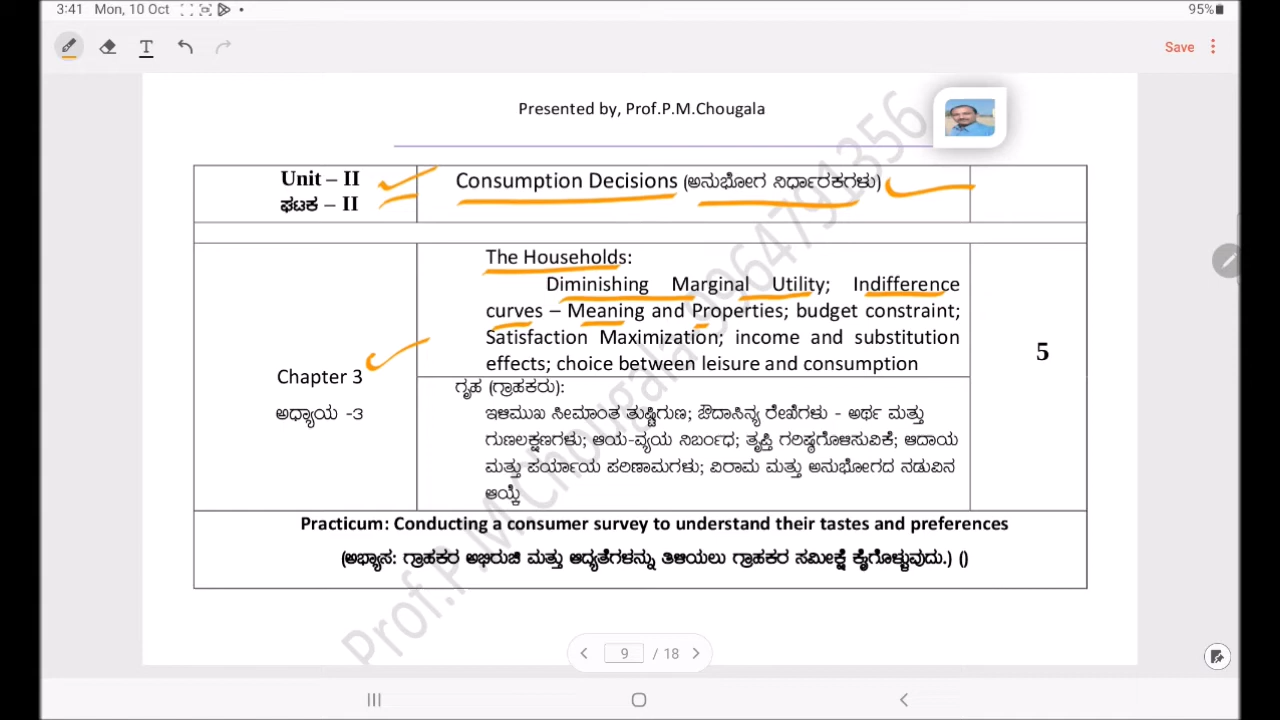 3:41 Mon, 10 Oct
95%
Save
Presented by, Prof.P.M.Chougala
Unit – II
ಘಟಕ – II
Consumption Decisions (ಅನುಭೋಗ ನಿರ್ಧಾರಕಗಳು)
The Households:
Diminishing Marginal Utility; Indifference
curves – Meaning and Properties; budget constraint;
Satisfaction Maximization; income and substitution
effects; choice between leisure and consumption
Chapter 3
ಅಧ್ಯಾಯ -3
5
ಗೃಹ (ಗ್ರಾಹಕರು):
ಇಳಿಮುಖ ಸೀಮಾಂತ ತುಷ್ಟಿಗುಣ; ಔದಾಸಿನ್ಯ ರೇಖೆಗಳು - ಅರ್ಥ ಮತ್ತು
ಗುಣಲಕ್ಷಣಗಳು; ಆಯ-ವ್ಯಯ ನಿರ್ಬಂಧ; ತೃಪ್ತಿ ಗರಿಷ್ಠಗೊಳಿಸುವಿಕೆ; ಆದಾಯ
ಮತ್ತು ಪರ್ಯಾಯ ಪರಿಣಾಮಗಳು; ವಿರಾಮ ಮತ್ತು ಅನುಭೋಗದ ನಡುವಿನ
ಆಯ್ಕೆ
Practicum: Conducting a consumer survey to understand their tastes and preferences
(ಅಭ್ಯಾಸ: ಗ್ರಾಹಕರ ಅಭಿರುಚಿ ಮತ್ತು ಆದ್ಯತೆಗಳನ್ನು ತಿಳಿಯಲು ಗ್ರಾಹಕರ ಸಮೀಕ್ಷೆ ಕೈಗೊಳ್ಳುವುದು.) ()
Prof.P.M.Chougala 9964791356
9 / 18